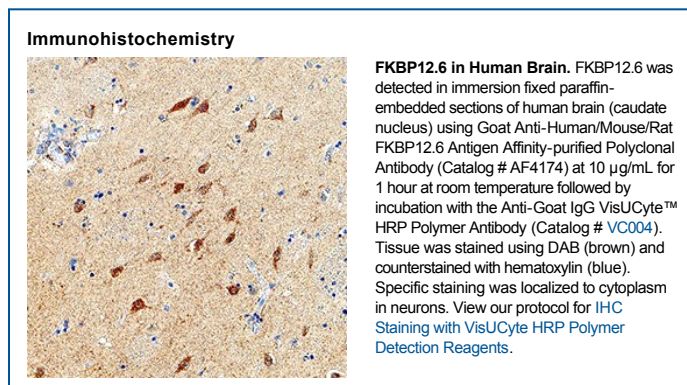 Immunohistochemistry
FKBP12.6 in Human Brain. FKBP12.6 was
detected in immersion fixed paraffin-
embedded sections of human brain (caudate
nucleus) using Goat Anti-Human/Mouse/Rat
FKBP12.6 Antigen Affinity-purified Polyclonal
Antibody (Catalog # AF4174) at 10 µg/mL for
1 hour at room temperature followed by
incubation with the Anti-Goat IgG VisUCyte™
HRP Polymer Antibody (Catalog # VC004).
Tissue was stained using DAB (brown) and
counterstained with hematoxylin (blue).
Specific staining was localized to cytoplasm
in neurons. View our protocol for IHC
Staining with VisUCyte HRP Polymer
Detection Reagents.